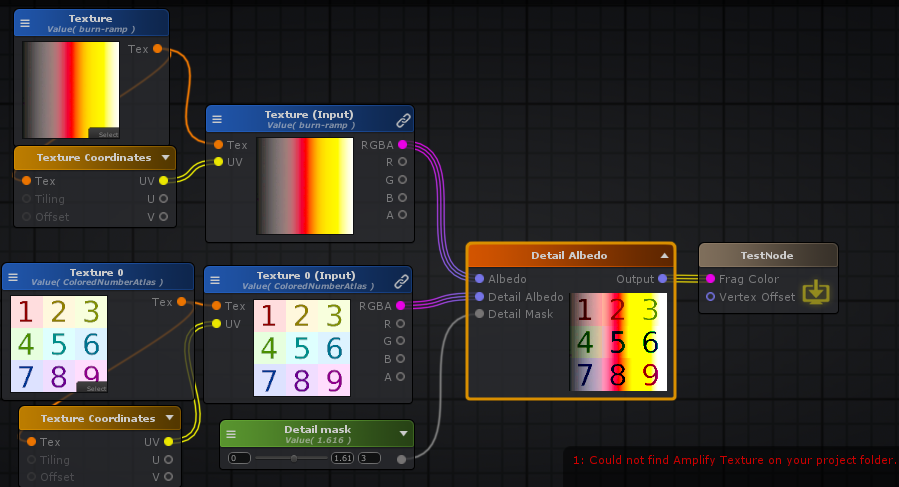 Texture
Value( burn-ramp )
Tex
Select
Texture Coordinates
Tex UV
Tiling U
Offset V
Texture (Input)
Value( burn-ramp )
Tex RGBA
UV R
G
B
A
Texture 0
Value( ColoredNumberAtlas )
Tex
1 2 3
4 5 6
7 8 9
Select
Texture Coordinates
Tex UV
Tiling U
Offset V
Texture 0 (Input)
Value( ColoredNumberAtlas )
Tex RGBA
UV R
G
B
A
1 2 3
4 5 6
7 8 9
Detail mask
Value( 1.616 )
0 1.61 3
Detail Albedo
Albedo Output
Detail Albedo
Detail Mask
1 2 3
4 5 6
7 8 9
TestNode
Frag Color
Vertex Offset
1: Could not find Amplify Texture on your project folder.